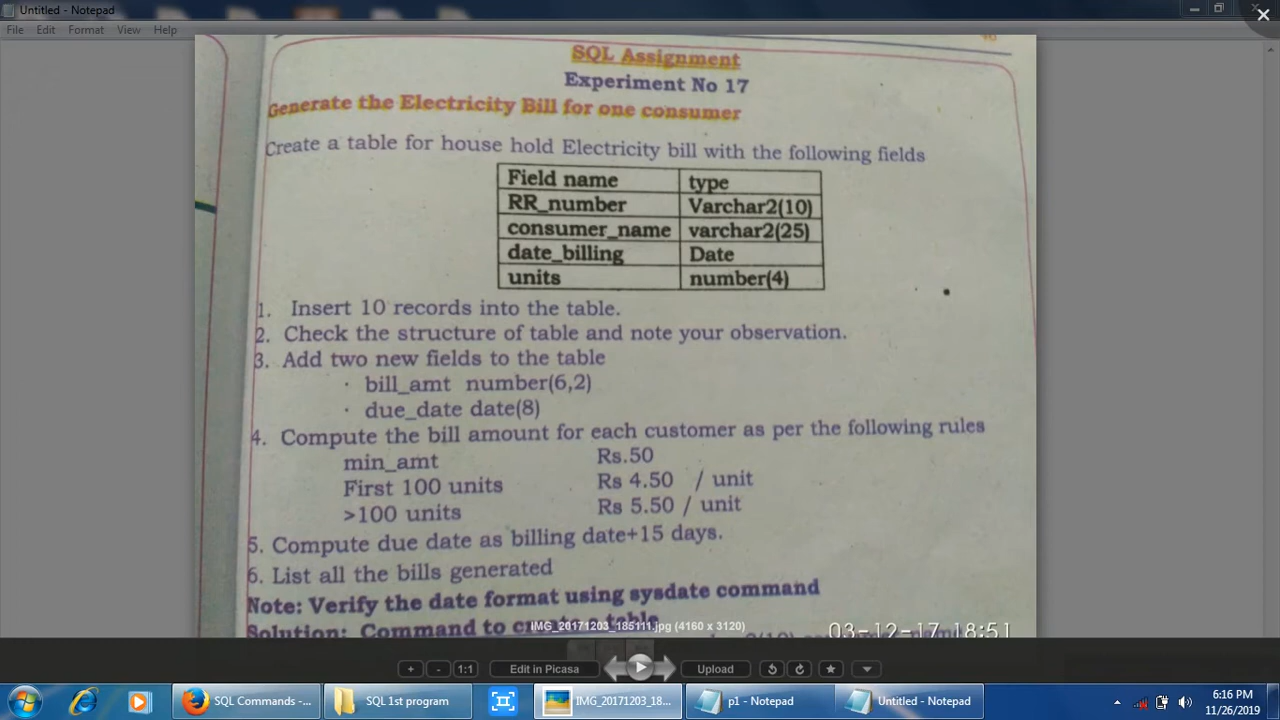 Untitled - Notepad
File Edit Format View Help
SQL Assignment
Experiment No 17
Generate the Electricity Bill for one consumer
Create a table for house hold Electricity bill with the following fields
Field name type
RR_number Varchar2(10)
consumer_name varchar2(25)
date_billing Date
units number(4)
1. Insert 10 records into the table.
2. Check the structure of table and note your observation.
3. Add two new fields to the table
· bill_amt number(6,2)
· due_date date(8)
4. Compute the bill amount for each customer as per the following rules
min_amt Rs.50
First 100 units Rs 4.50 / unit
>100 units Rs 5.50 / unit
5. Compute due date as billing date+15 days.
6. List all the bills generated
Note: Verify the date format using sysdate command
Solution: Command to create table
IMG_20171203_185111.jpg (4160 x 3120)
03-12-17 18:51
+ - 1:1 Edit in Picasa Upload
SQL Commands -... SQL 1st program IMG_20171203_18... p1 - Notepad Untitled - Notepad
6:16 PM
11/26/2019